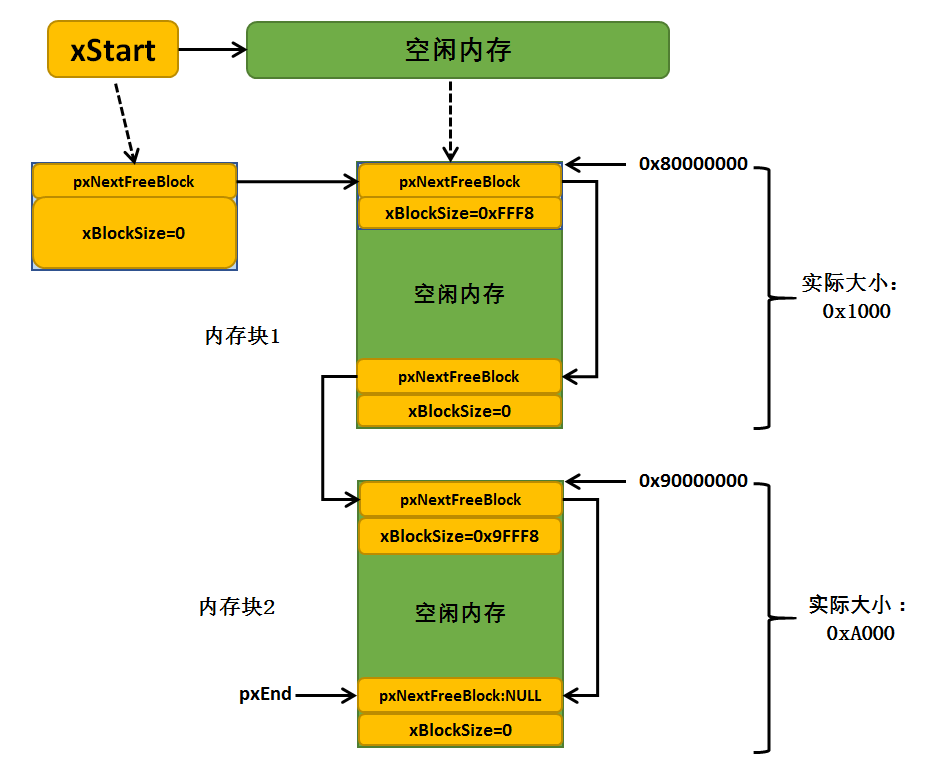 xStart
空闲内存
pxNextFreeBlock
xBlockSize=0
pxNextFreeBlock
xBlockSize=0xFFF8
空闲内存
pxNextFreeBlock
xBlockSize=0
0x80000000
实际大小：
0x1000
内存块1
pxNextFreeBlock
xBlockSize=0x9FFF8
空闲内存
pxNextFreeBlock:NULL
xBlockSize=0
0x90000000
实际大小：
0xA000
内存块2
pxEnd